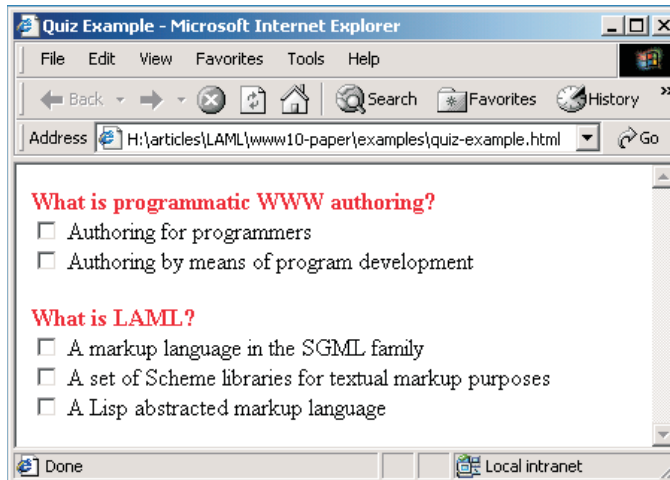 Quiz Example - Microsoft Internet Explorer
File Edit View Favorites Tools Help
Back Search Favorites History »
Address H:\articles\LAML\www10-paper\examples\quiz-example.html Go
What is programmatic WWW authoring?
Authoring for programmers
Authoring by means of program development
What is LAML?
A markup language in the SGML family
A set of Scheme libraries for textual markup purposes
A Lisp abstracted markup language
Done Local intranet